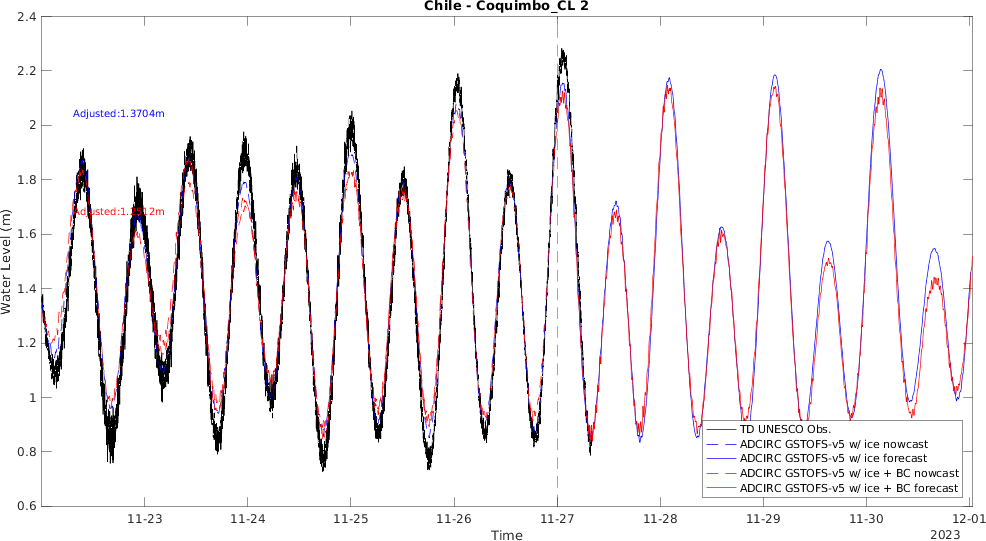 Chile - Coquimbo_CL 2
2.4
2.2
2
1.8
1.6
1.4
1.2
1
0.8
0.6
Water Level (m)
Adjusted:1.3704m
11-23
11-24
11-25
11-26
11-27
11-28
11-29
11-30
12-01
Time
2023
TD UNESCO Obs.
ADCIRC GSTOFS-v5 w/ ice nowcast
ADCIRC GSTOFS-v5 w/ ice forecast
ADCIRC GSTOFS-v5 w/ ice + BC nowcast
ADCIRC GSTOFS-v5 w/ ice + BC forecast